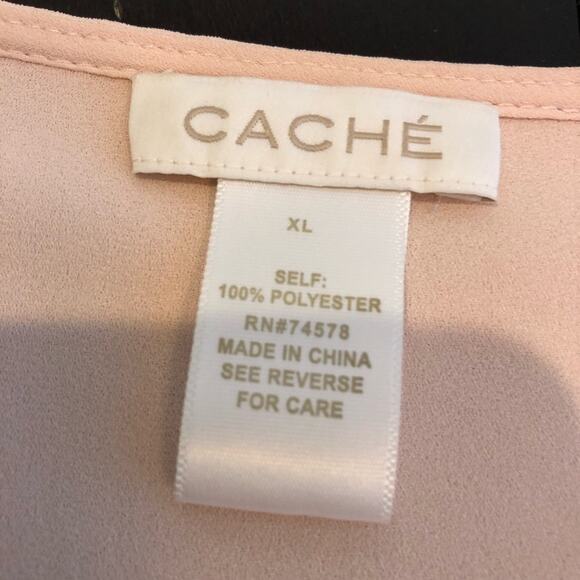 CACHÉ
XL
SELF:
100% POLYESTER
RN#74578
MADE IN CHINA
SEE REVERSE
FOR CARE